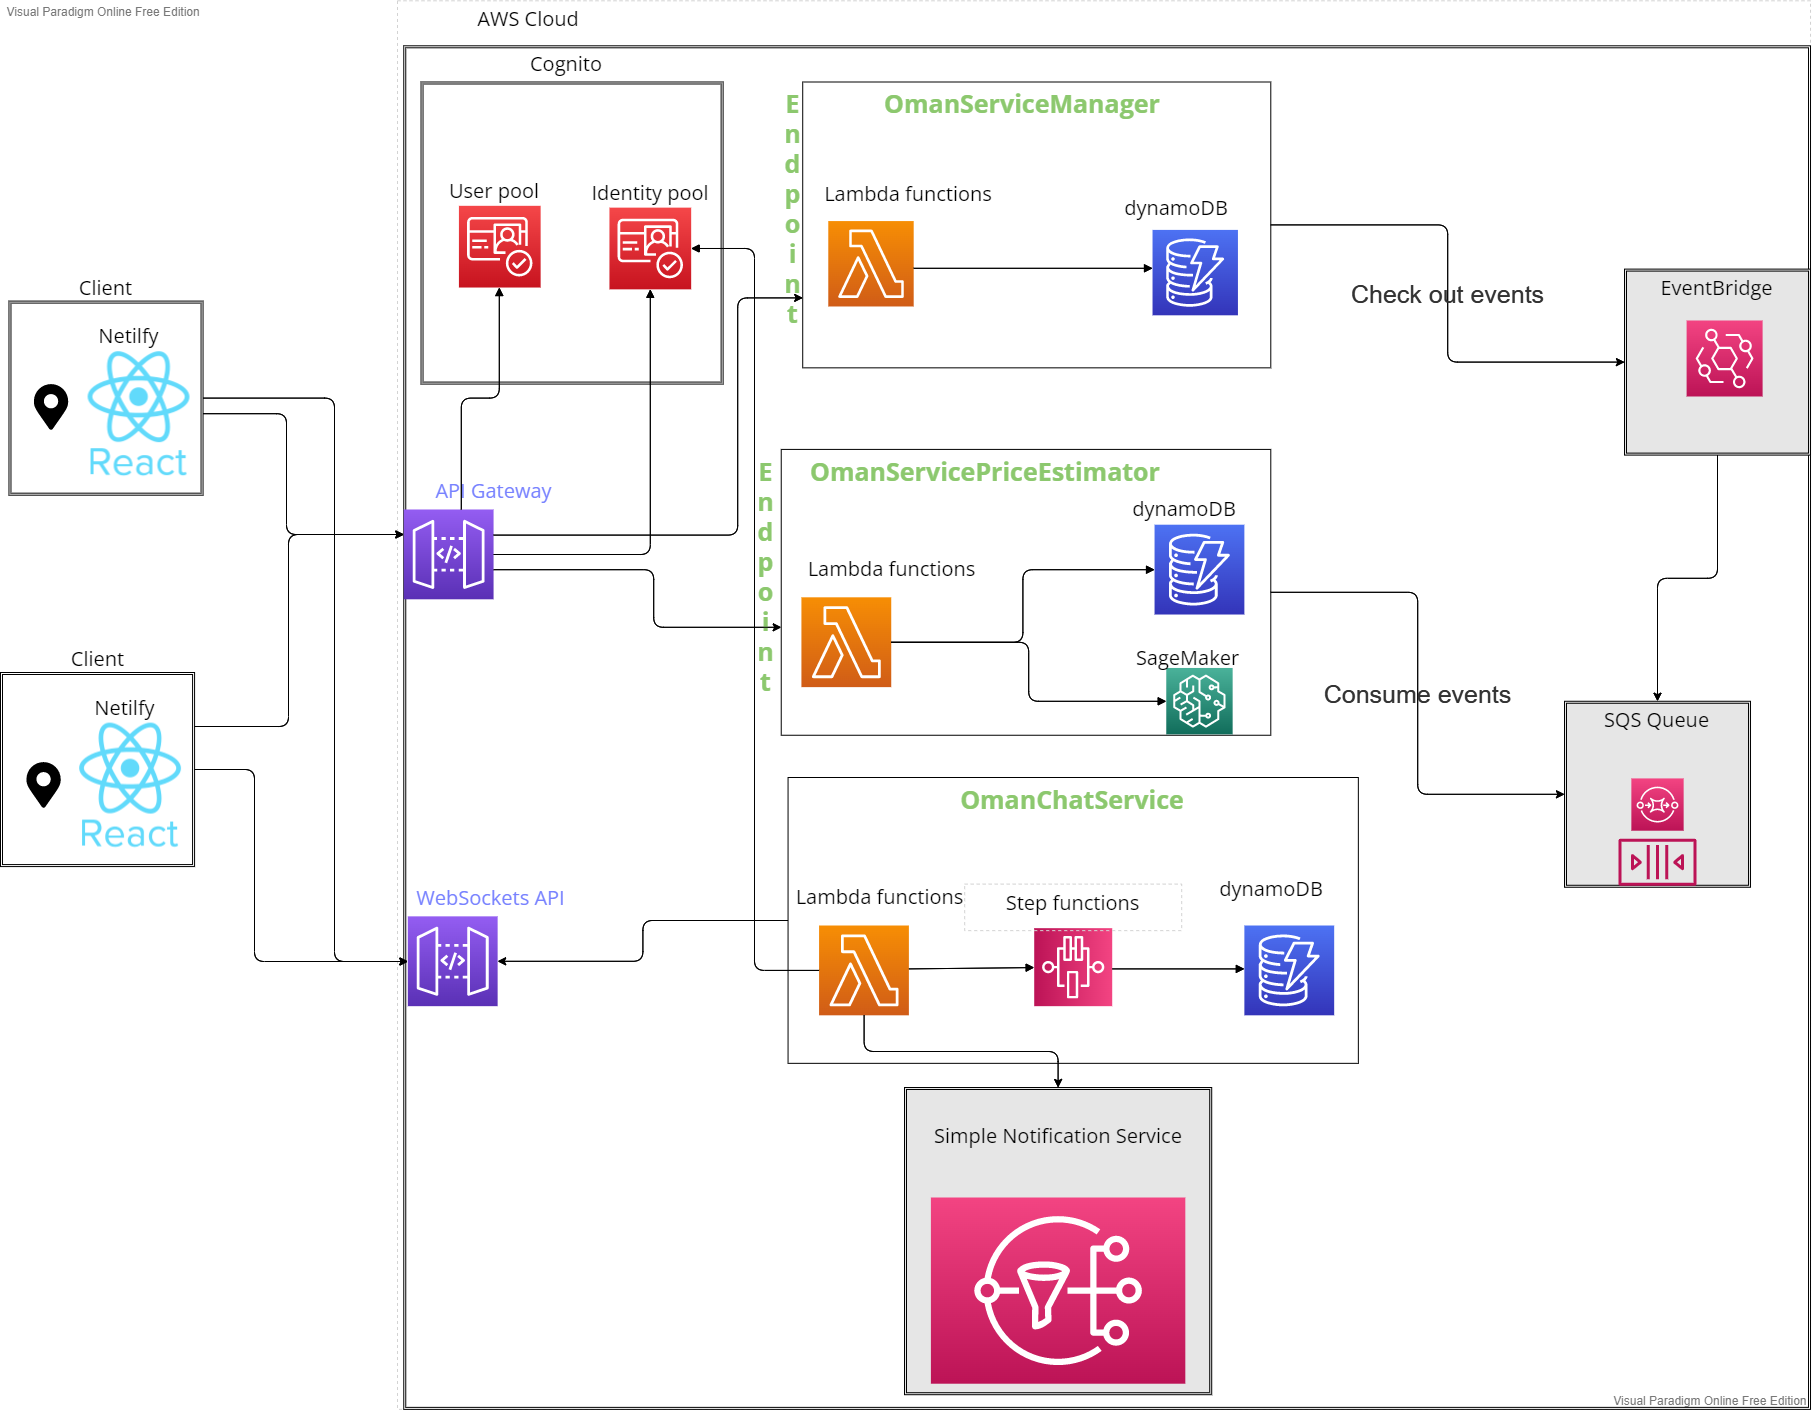 Visual Paradigm Online Free Edition
AWS Cloud
Cognito
User pool
Identity pool
Endpoint
OmanServiceManager
Lambda functions
dynamoDB
Check out events
EventBridge
Client
Netilfy
React
API Gateway
Endpoint
OmanServicePriceEstimator
dynamoDB
Lambda functions
SageMaker
Consume events
SQS Queue
Client
Netilfy
React
WebSockets API
OmanChatService
Lambda functions
Step functions
dynamoDB
Simple Notification Service
Visual Paradigm Online Free Edition